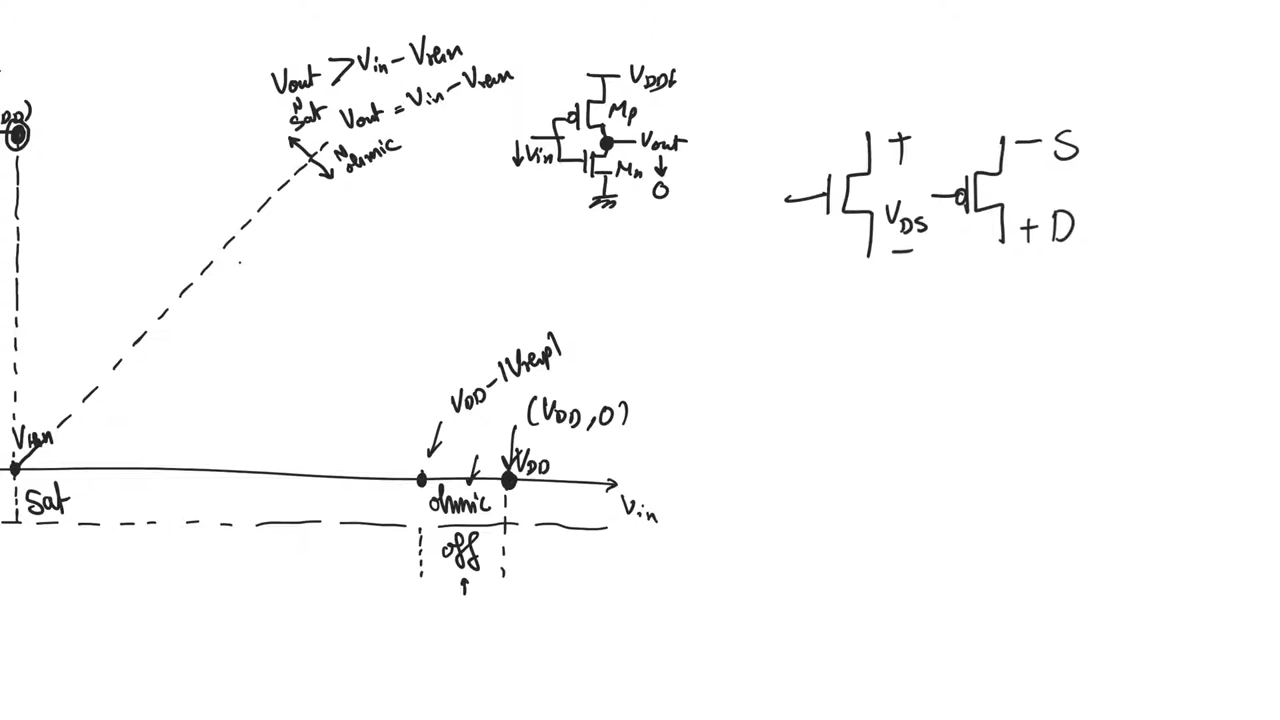 Vout > Vin - VTHN
N Sat
Vout = Vin - VTHN
N ohmic
DD)
VDD
Mp
Vin
Vout
Mn
0
+
VDS
-
- S
+ D
VDD - |VTHP|
(VDD, 0)
VTHN
VDD
Sat
ohmic
Vin
off